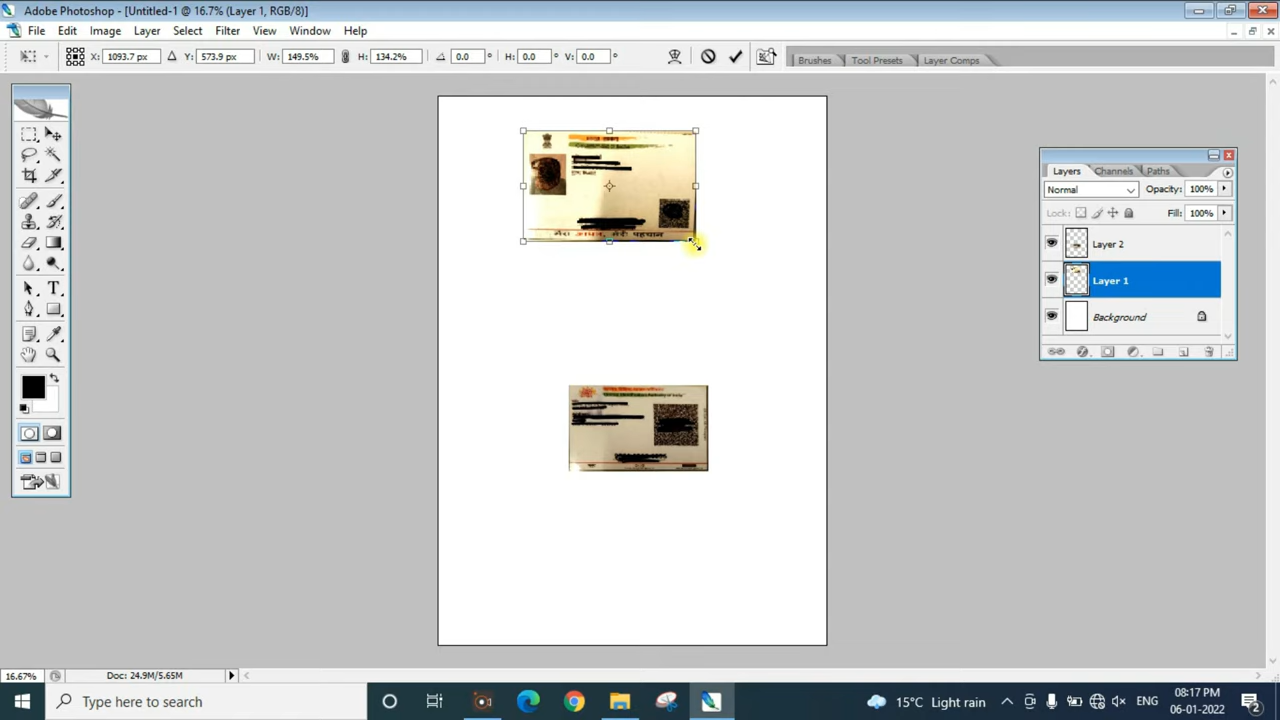 Adobe Photoshop - [Untitled-1 @ 16.7% (Layer 1, RGB/8)]
File Edit Image Layer Select Filter View Window Help
X: 1093.7 px Y: 573.9 px W: 149.5% H: 134.2% 0.0 ° H: 0.0 ° V: 0.0 °
Brushes Tool Presets Layer Comps
मेरा आधार, मेरी पहचान
Layers Channels Paths
Normal Opacity: 100%
Lock: Fill: 100%
Layer 2
Layer 1
Background
16.67% Doc: 24.9M/5.65M
Type here to search
15°C Light rain
ENG
08:17 PM
06-01-2022
2